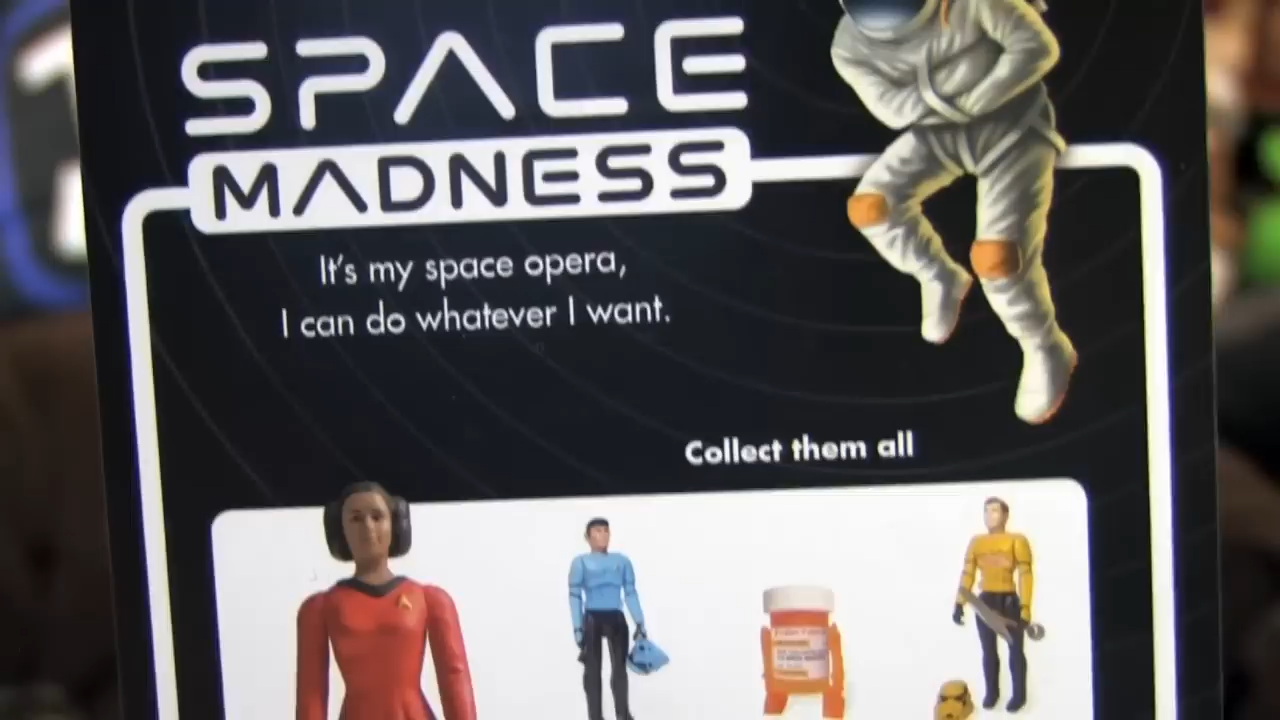 SPACE
MADNESS
It's my space opera,
I can do whatever I want.
Collect them all